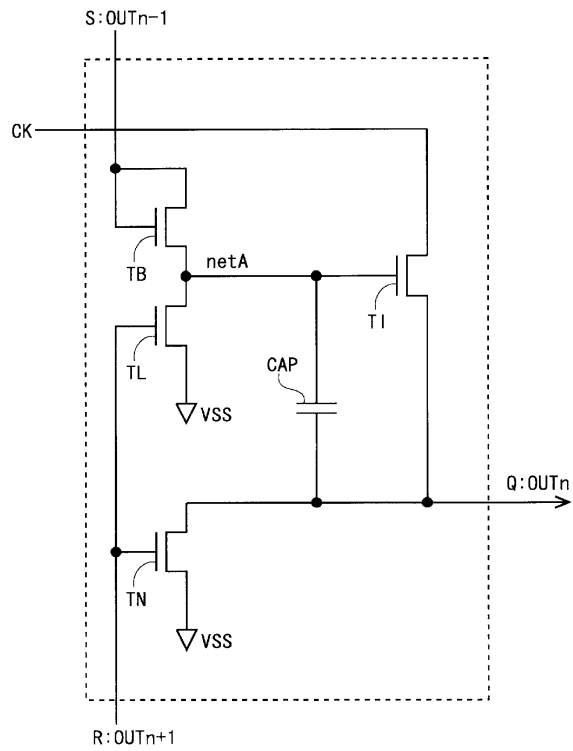 S:OUTn-1
CK
TB
netA
TI
TL
CAP
VSS
Q:OUTn
TN
VSS
R:OUTn+1